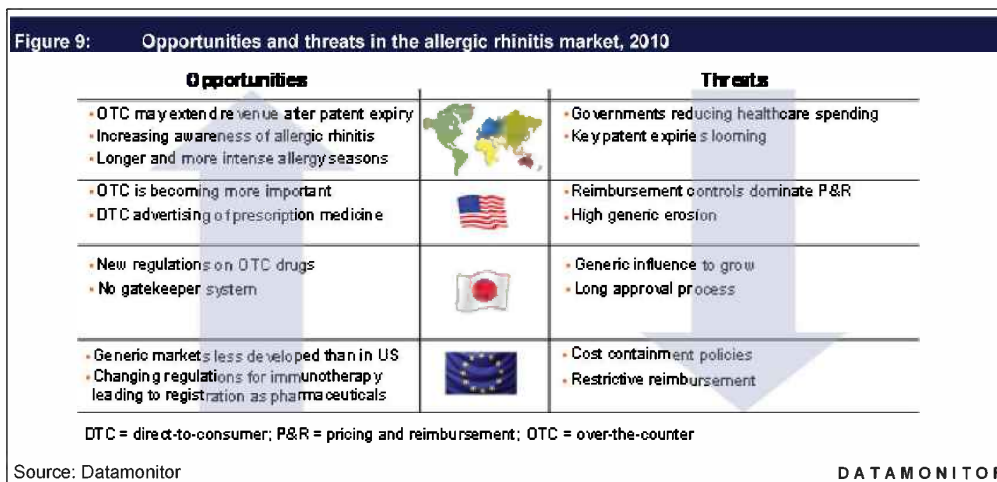 Figure 9: Opportunities and threats in the allergic rhinitis market, 2010
Opportunities
Threats
• OTC may extend revenue after patent expiry
• Increasing awareness of allergic rhinitis
• Longer and more intense allergy seasons
• Governments reducing healthcare spending
• Key patent expiries looming
• OTC is becoming more important
• DTC advertising of prescription medicine
• Reimbursement controls dominate P&R
• High generic erosion
• New regulations on OTC drugs
• No gatekeeper system
• Generic influence to grow
• Long approval process
• Generic markets less developed than in US
• Changing regulations for immunotherapy
leading to registration as pharmaceuticals
• Cost containment policies
• Restrictive reimbursement
DTC = direct-to-consumer; P&R = pricing and reimbursement; OTC = over-the-counter
Source: Datamonitor
DATAMONITOR